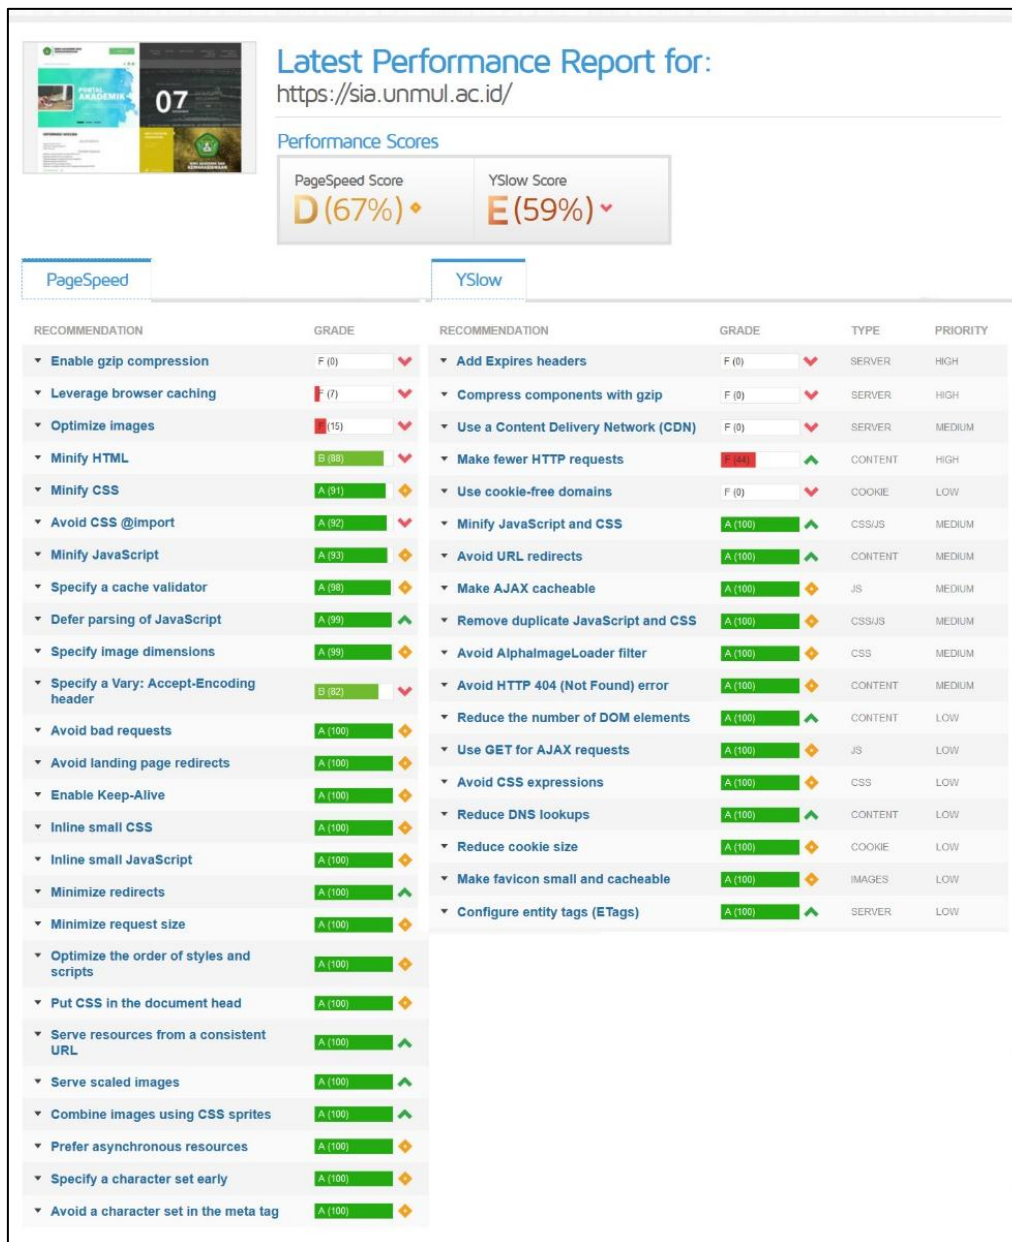 PORTAL
AKADEMIK
07
Latest Performance Report for:
https://sia.unmul.ac.id/
Performance Scores
PageSpeed Score
D (67%)
YSlow Score
E (59%)
PageSpeed
RECOMMENDATION GRADE
Enable gzip compression F (0)
Leverage browser caching F (7)
Optimize images F (15)
Minify HTML B (88)
Minify CSS A (91)
Avoid CSS @import A (92)
Minify JavaScript A (93)
Specify a cache validator A (98)
Defer parsing of JavaScript A (99)
Specify image dimensions A (99)
Specify a Vary: Accept-Encoding
header B (82)
Avoid bad requests A (100)
Avoid landing page redirects A (100)
Enable Keep-Alive A (100)
Inline small CSS A (100)
Inline small JavaScript A (100)
Minimize redirects A (100)
Minimize request size A (100)
Optimize the order of styles and
scripts A (100)
Put CSS in the document head A (100)
Serve resources from a consistent
URL A (100)
Serve scaled images A (100)
Combine images using CSS sprites A (100)
Prefer asynchronous resources A (100)
Specify a character set early A (100)
Avoid a character set in the meta tag A (100)
YSlow
RECOMMENDATION GRADE TYPE PRIORITY
Add Expires headers F (0) SERVER HIGH
Compress components with gzip F (0) SERVER HIGH
Use a Content Delivery Network (CDN) F (0) SERVER MEDIUM
Make fewer HTTP requests F (44) CONTENT HIGH
Use cookie-free domains F (0) COOKIE LOW
Minify JavaScript and CSS A (100) CSS/JS MEDIUM
Avoid URL redirects A (100) CONTENT MEDIUM
Make AJAX cacheable A (100) JS MEDIUM
Remove duplicate JavaScript and CSS A (100) CSS/JS MEDIUM
Avoid AlphaImageLoader filter A (100) CSS MEDIUM
Avoid HTTP 404 (Not Found) error A (100) CONTENT MEDIUM
Reduce the number of DOM elements A (100) CONTENT LOW
Use GET for AJAX requests A (100) JS LOW
Avoid CSS expressions A (100) CSS LOW
Reduce DNS lookups A (100) CONTENT LOW
Reduce cookie size A (100) COOKIE LOW
Make favicon small and cacheable A (100) IMAGES LOW
Configure entity tags (ETags) A (100) SERVER LOW